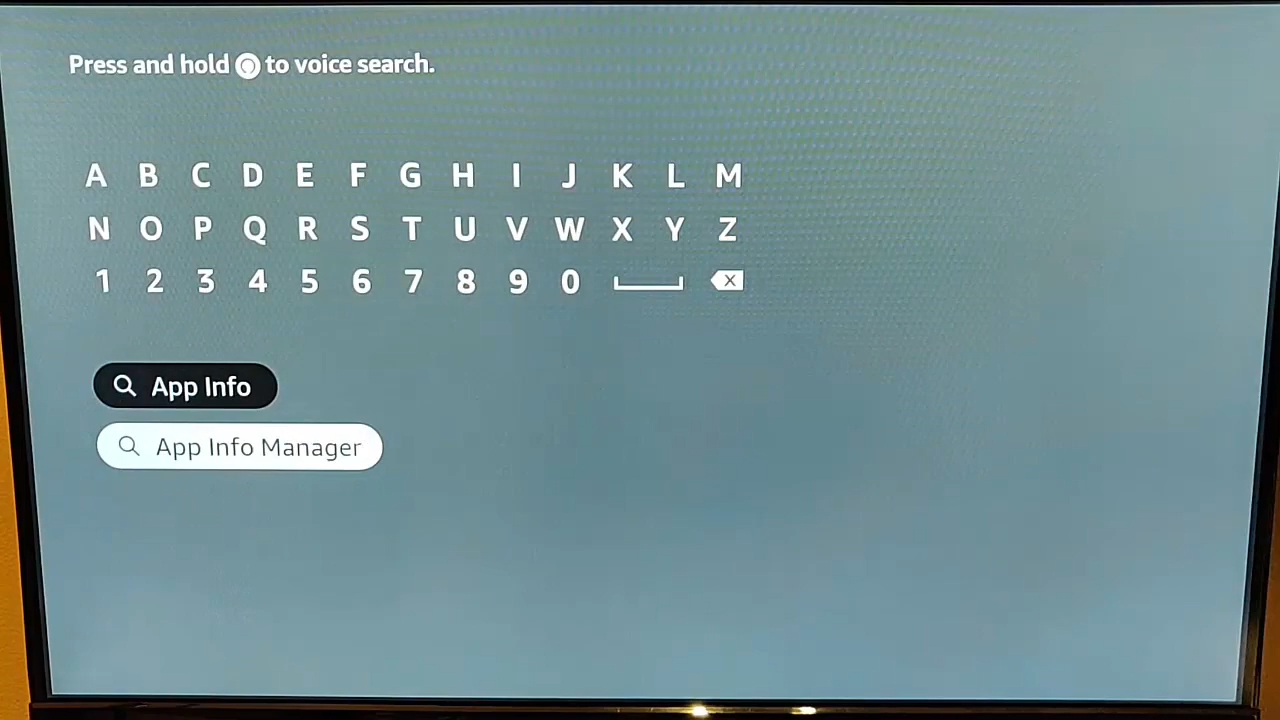 Press and hold to voice search.
A B C D E F G H I J K L M
N O P Q R S T U V W X Y Z
1 2 3 4 5 6 7 8 9 0
App Info
App Info Manager